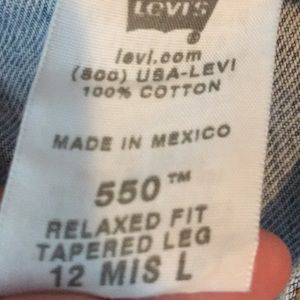 LEVI'S
levi.com
(800) USA-LEVI
100% COTTON
MADE IN MEXICO
550™
RELAXED FIT
TAPERED LEG
12 MIS L